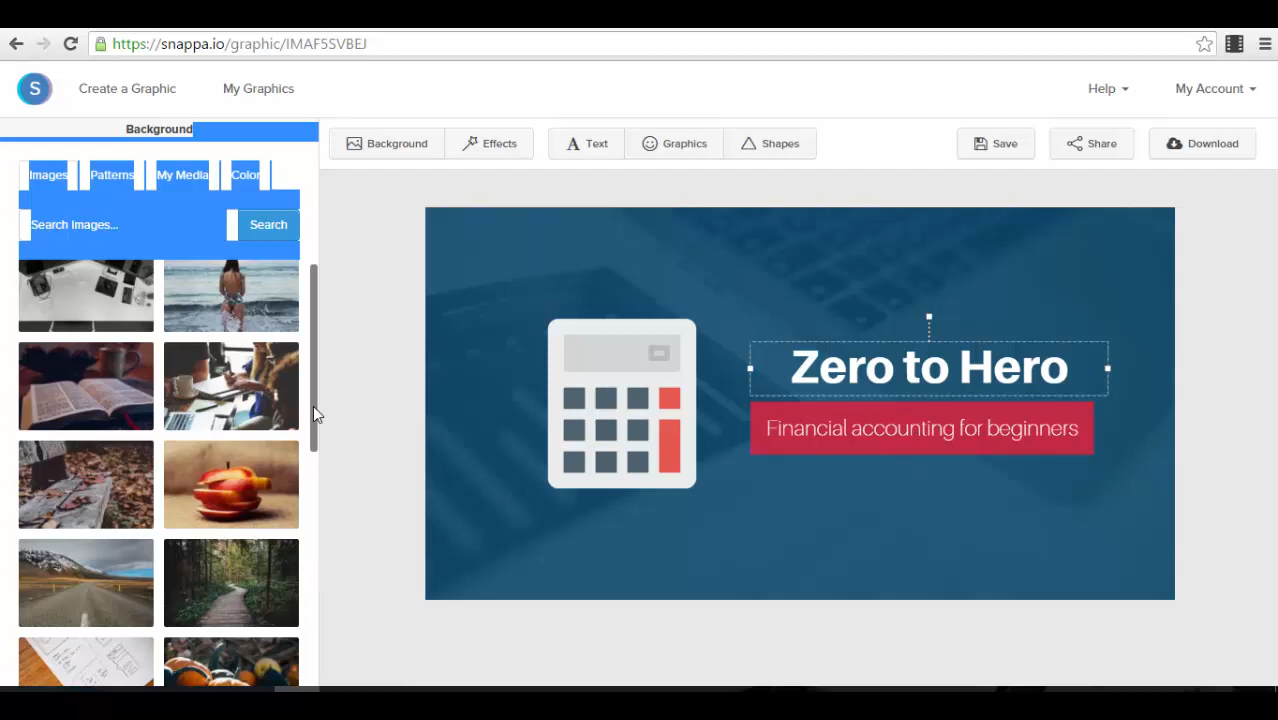 https://snappa.io/graphic/IMAF5SVBEJ
S Create a Graphic My Graphics Help My Account
Background
Background Effects Text Graphics Shapes Save Share Download
Images Patterns My Media Color
Search Images... Search
Zero to Hero
Financial accounting for beginners